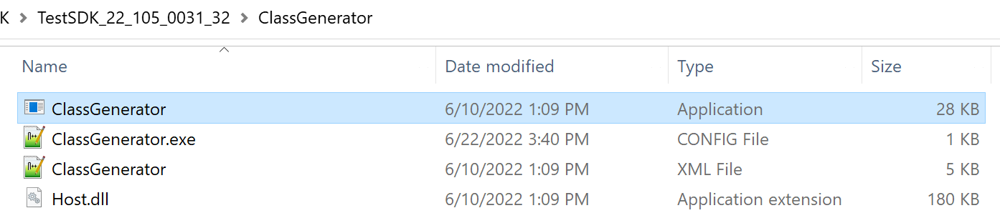 K > TestSDK_22_105_0031_32 > ClassGenerator
Name Date modified Type Size
ClassGenerator 6/10/2022 1:09 PM Application 28 KB
ClassGenerator.exe 6/22/2022 3:40 PM CONFIG File 1 KB
ClassGenerator 6/10/2022 1:09 PM XML File 5 KB
Host.dll 6/10/2022 1:09 PM Application extension 180 KB